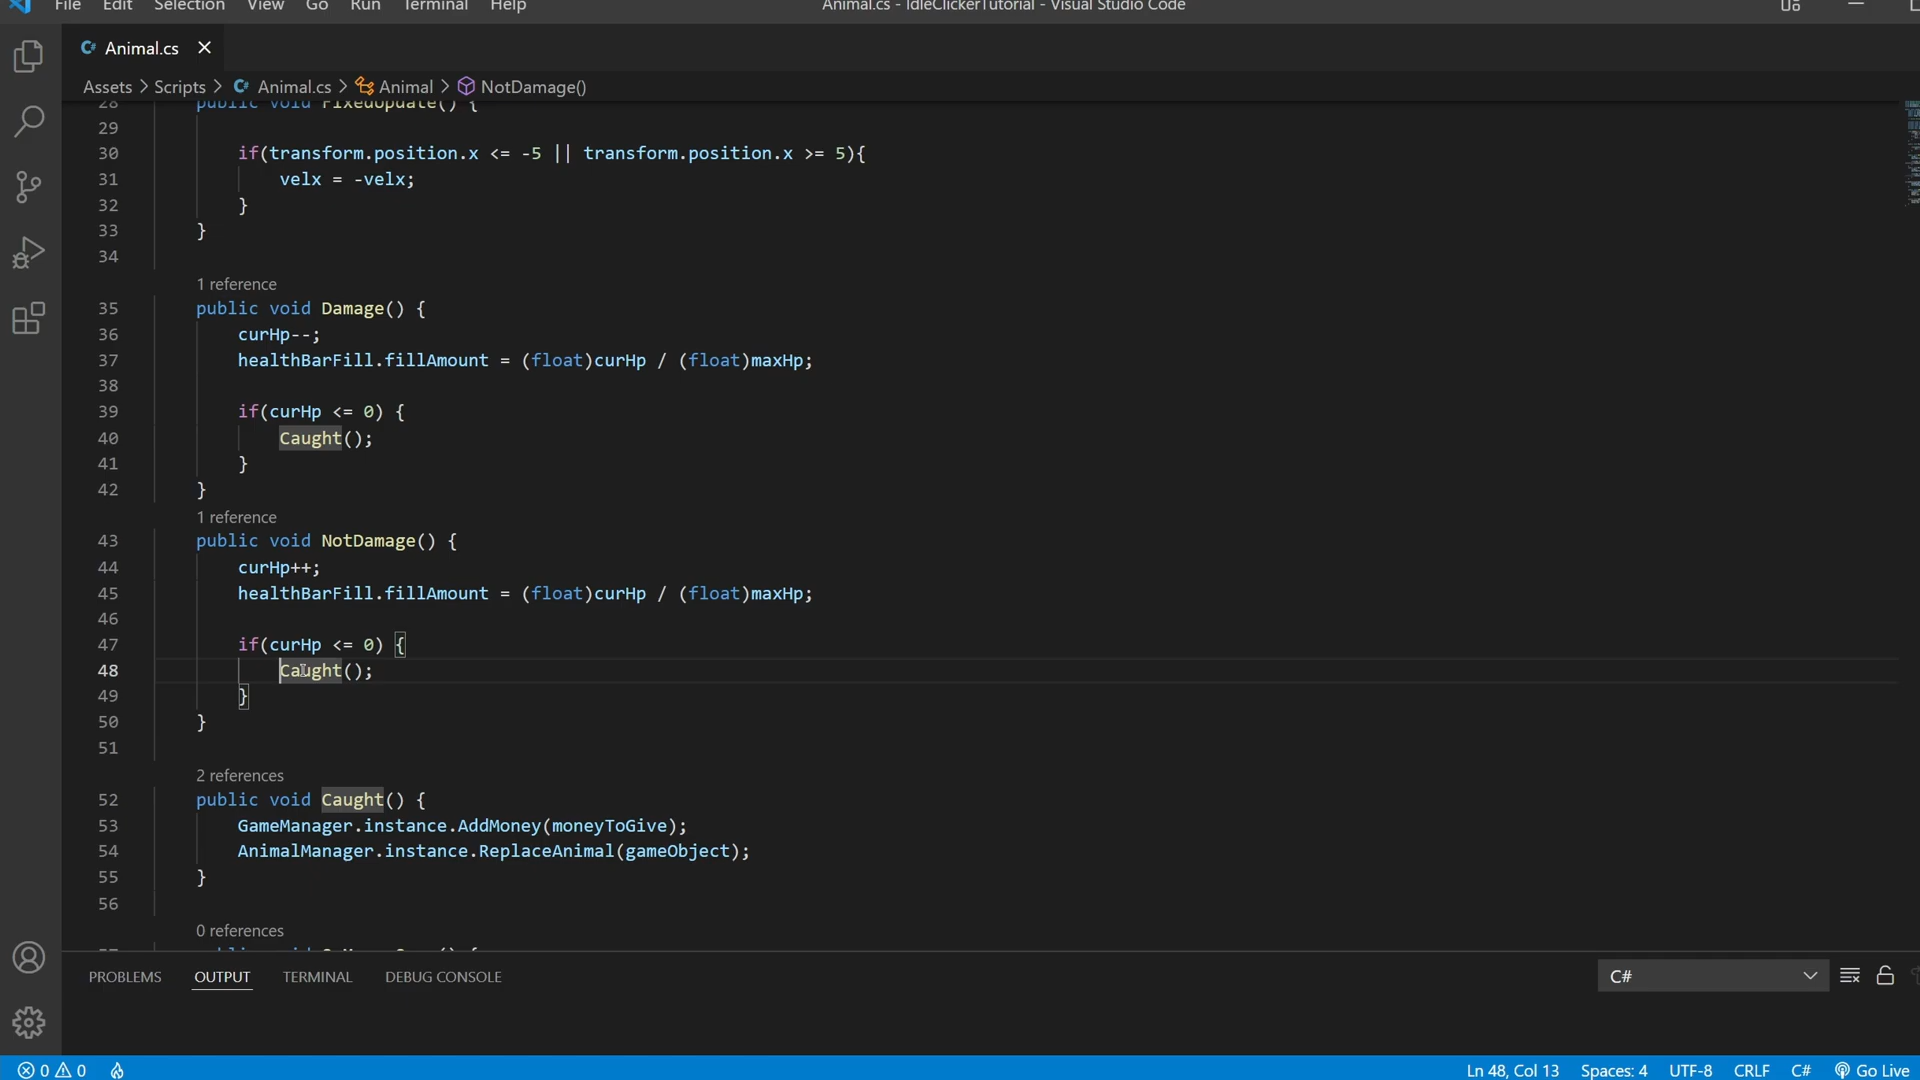 File Edit Selection View Go Run Terminal Help Animal.cs - IdleClickerTutorial - Visual Studio Code
C# Animal.cs
Assets > Scripts > C# Animal.cs > Animal > NotDamage()
28 public void FixedUpdate() {
29
30 if(transform.position.x <= -5 || transform.position.x >= 5){
31 velx = -velx;
32 }
33 }
34
1 reference
35 public void Damage() {
36 curHp--;
37 healthBarFill.fillAmount = (float)curHp / (float)maxHp;
38
39 if(curHp <= 0) {
40 Caught();
41 }
42 }
1 reference
43 public void NotDamage() {
44 curHp++;
45 healthBarFill.fillAmount = (float)curHp / (float)maxHp;
46
47 if(curHp <= 0) {
48 Caught();
49 }
50 }
51
2 references
52 public void Caught() {
53 GameManager.instance.AddMoney(moneyToGive);
54 AnimalManager.instance.ReplaceAnimal(gameObject);
55 }
56
0 references
PROBLEMS OUTPUT TERMINAL DEBUG CONSOLE C#
0 0 Ln 48, Col 13 Spaces: 4 UTF-8 CRLF C# Go Live